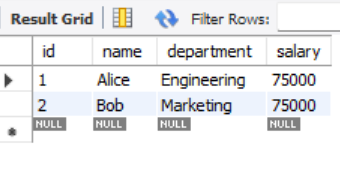 Result Grid Filter Rows:
id name department salary
1 Alice Engineering 75000
2 Bob Marketing 75000
NULL NULL NULL NULL